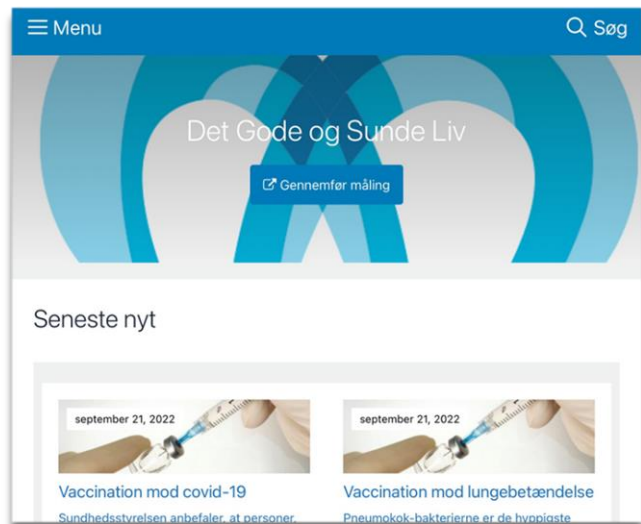 Menu
Søg
Det Gode og Sunde Liv
Gennemfør måling
Seneste nyt
september 21, 2022
september 21, 2022
Vaccination mod covid-19
Vaccination mod lungebetændelse
Sundhedsstyrelsen anbefaler, at personer,
Pneumokok-bakterierne er de hyppigste